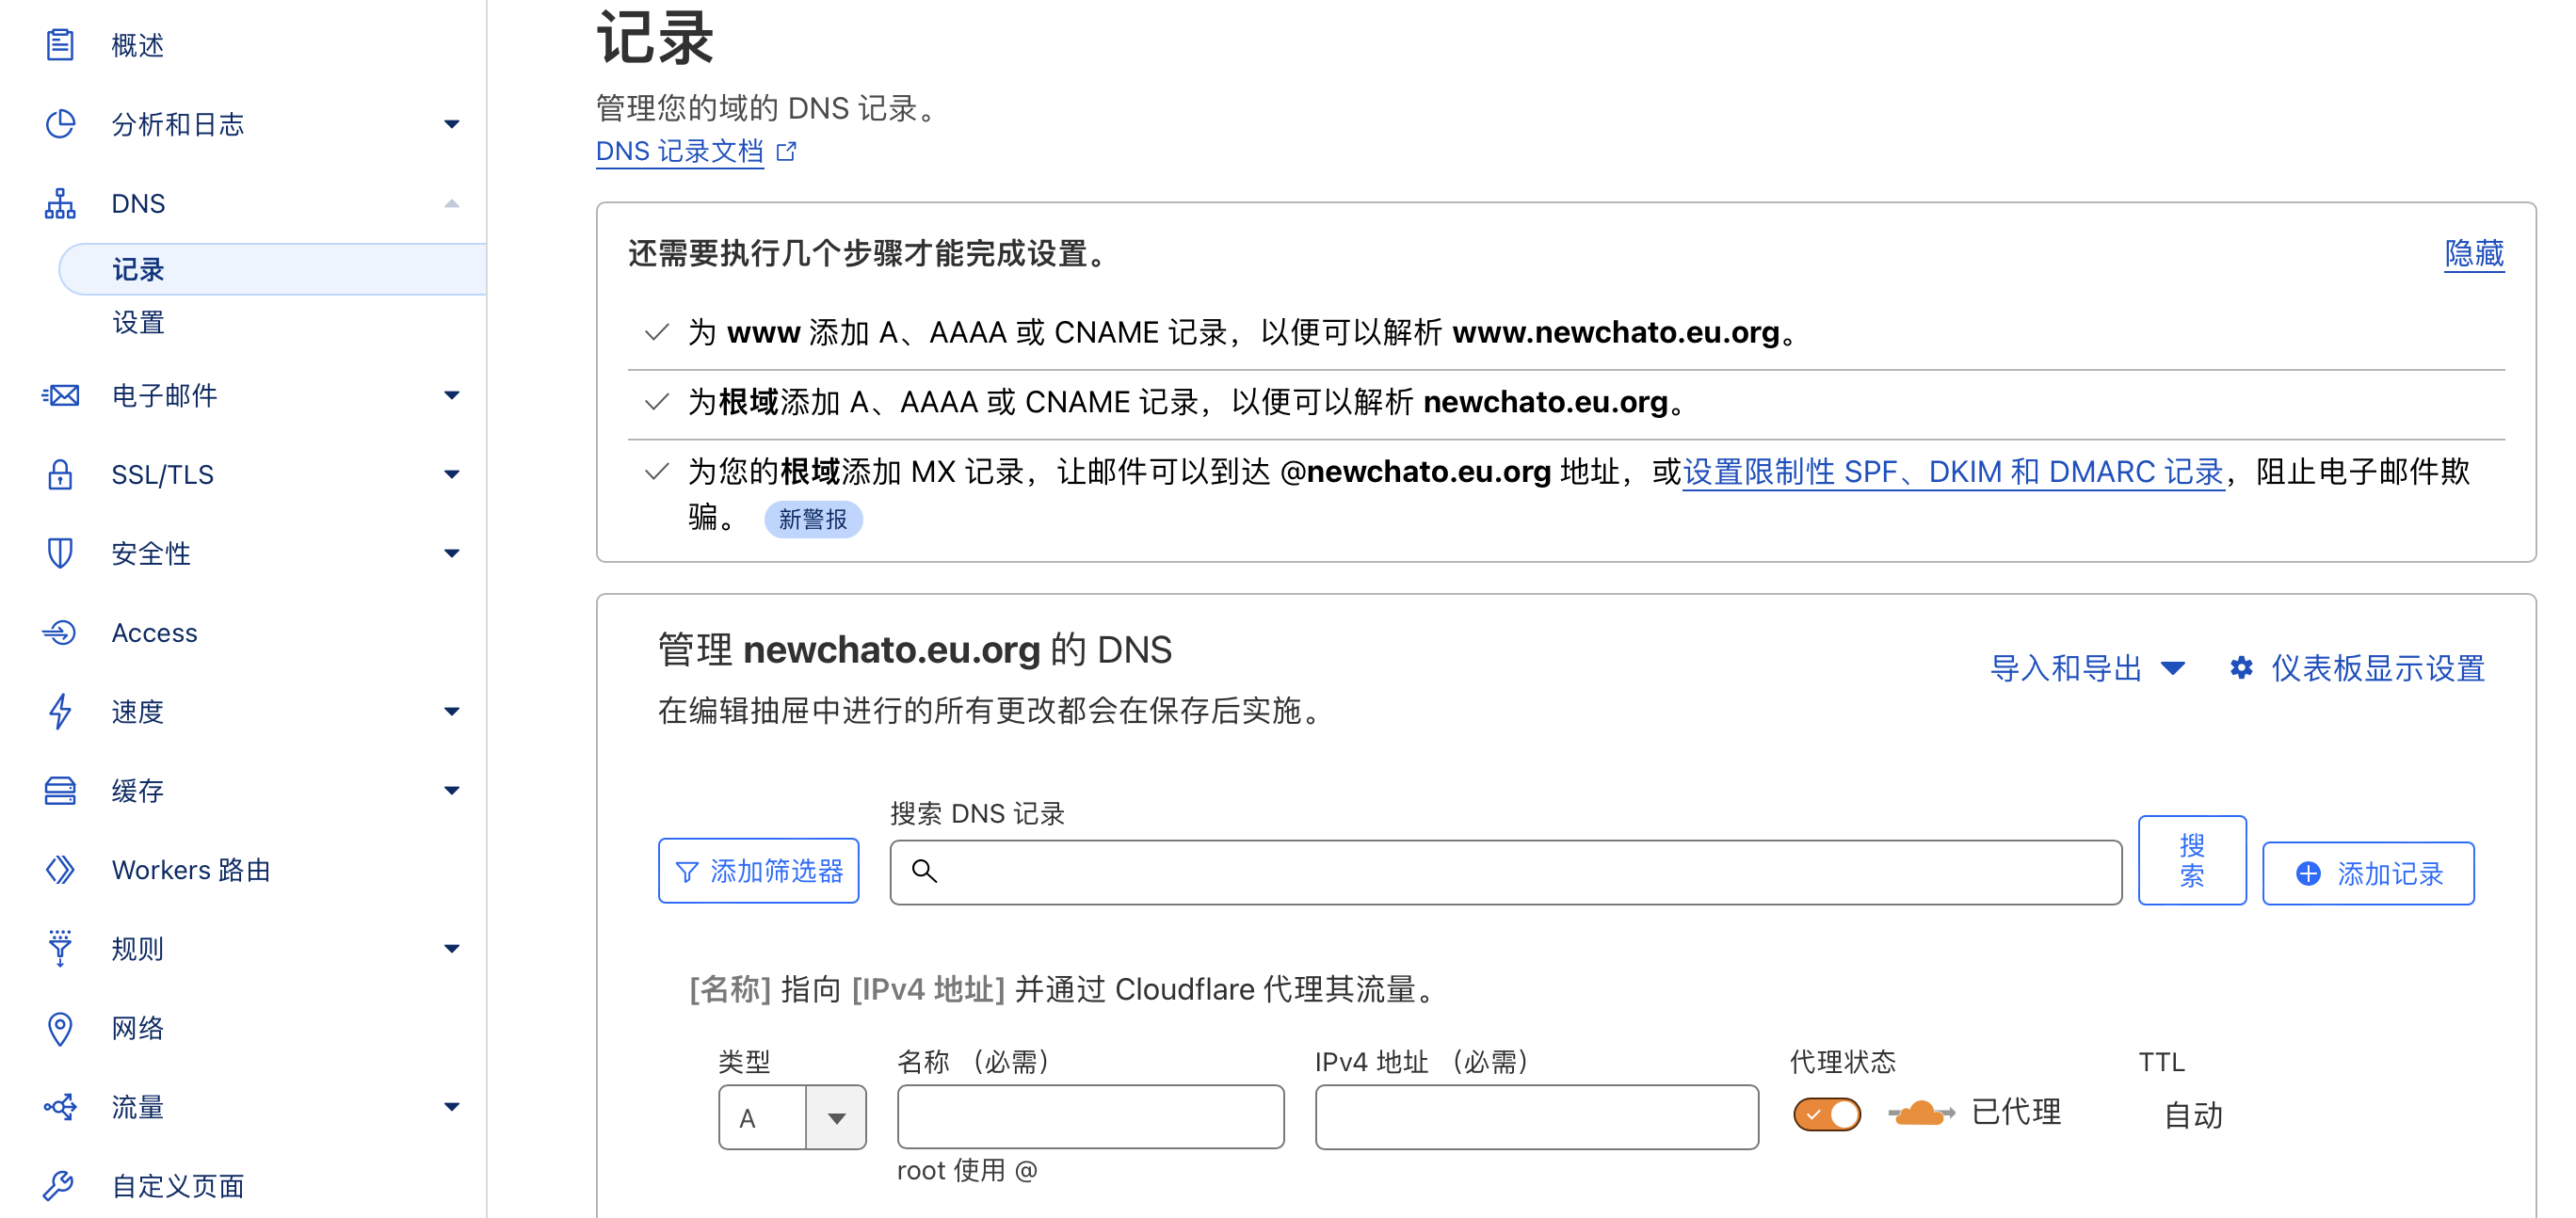 概述
分析和日志
DNS
记录
设置
电子邮件
SSL/TLS
安全性
Access
速度
缓存
Workers 路由
规则
网络
流量
自定义页面
记录
管理您的域的 DNS 记录。
DNS 记录文档
还需要执行几个步骤才能完成设置。
隐藏
为 www 添加 A、AAAA 或 CNAME 记录，以便可以解析 www.newchato.eu.org。
为根域添加 A、AAAA 或 CNAME 记录，以便可以解析 newchato.eu.org。
为您的根域添加 MX 记录，让邮件可以到达 @newchato.eu.org 地址，或设置限制性 SPF、DKIM 和 DMARC 记录，阻止电子邮件欺
骗。 新警报
管理 newchato.eu.org 的 DNS
导入和导出
仪表板显示设置
在编辑抽屉中进行的所有更改都会在保存后实施。
搜索 DNS 记录
添加筛选器
搜
索
添加记录
[名称] 指向 [IPv4 地址] 并通过 Cloudflare 代理其流量。
类型 名称 （必需） IPv4 地址 （必需） 代理状态 TTL
A 已代理 自动
root 使用 @